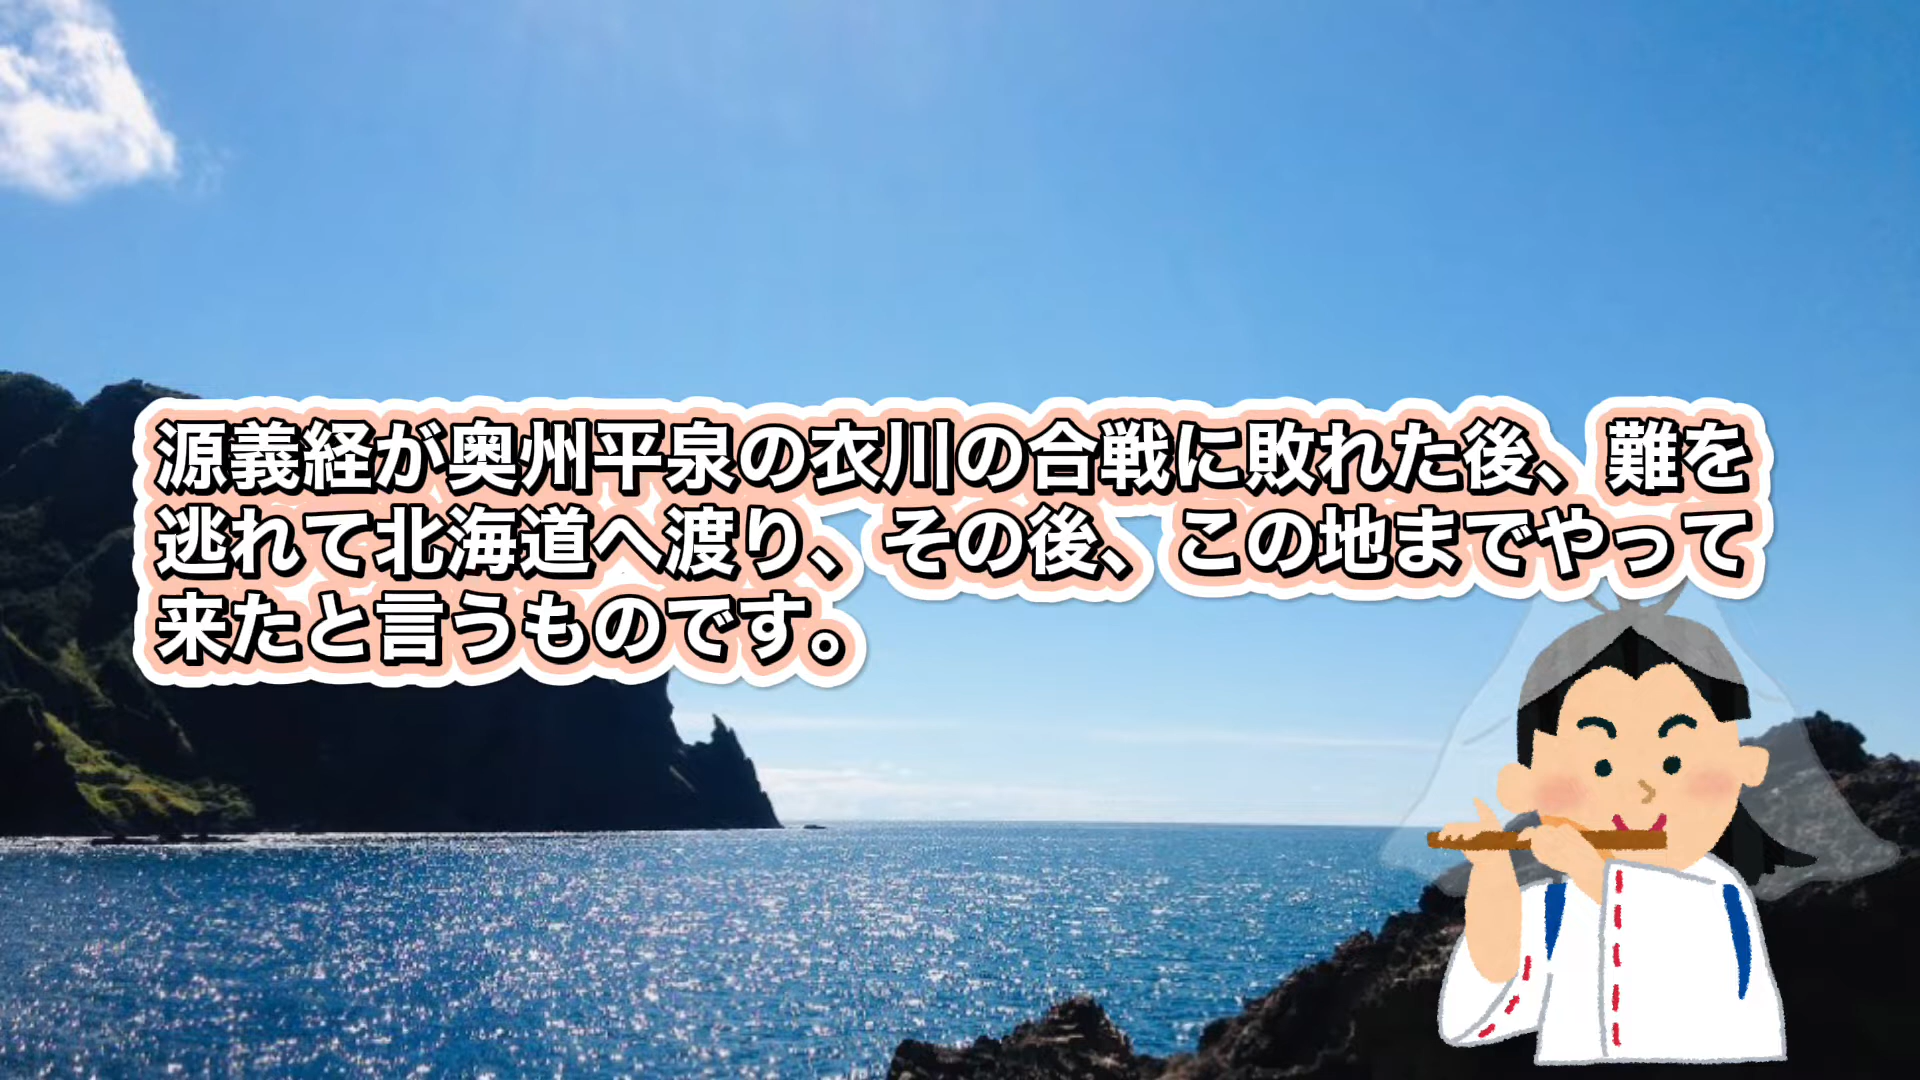 源義経が奥州平泉の衣川の合戦に敗れた後、難を
逃れて北海道へ渡り、その後、この地までやって
来たと言うものです。